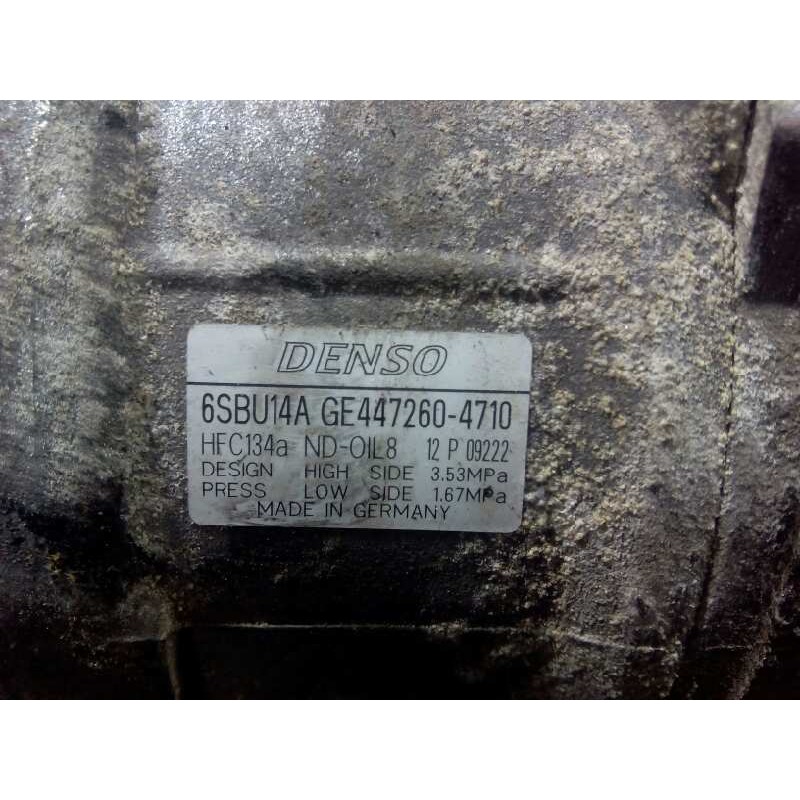 DENSO
6SBU14A GE447260-4710
HFC134a ND-OIL8 12 P 09222
DESIGN HIGH SIDE 3.53MPa
PRESS LOW SIDE 1.67MPa
MADE IN GERMANY